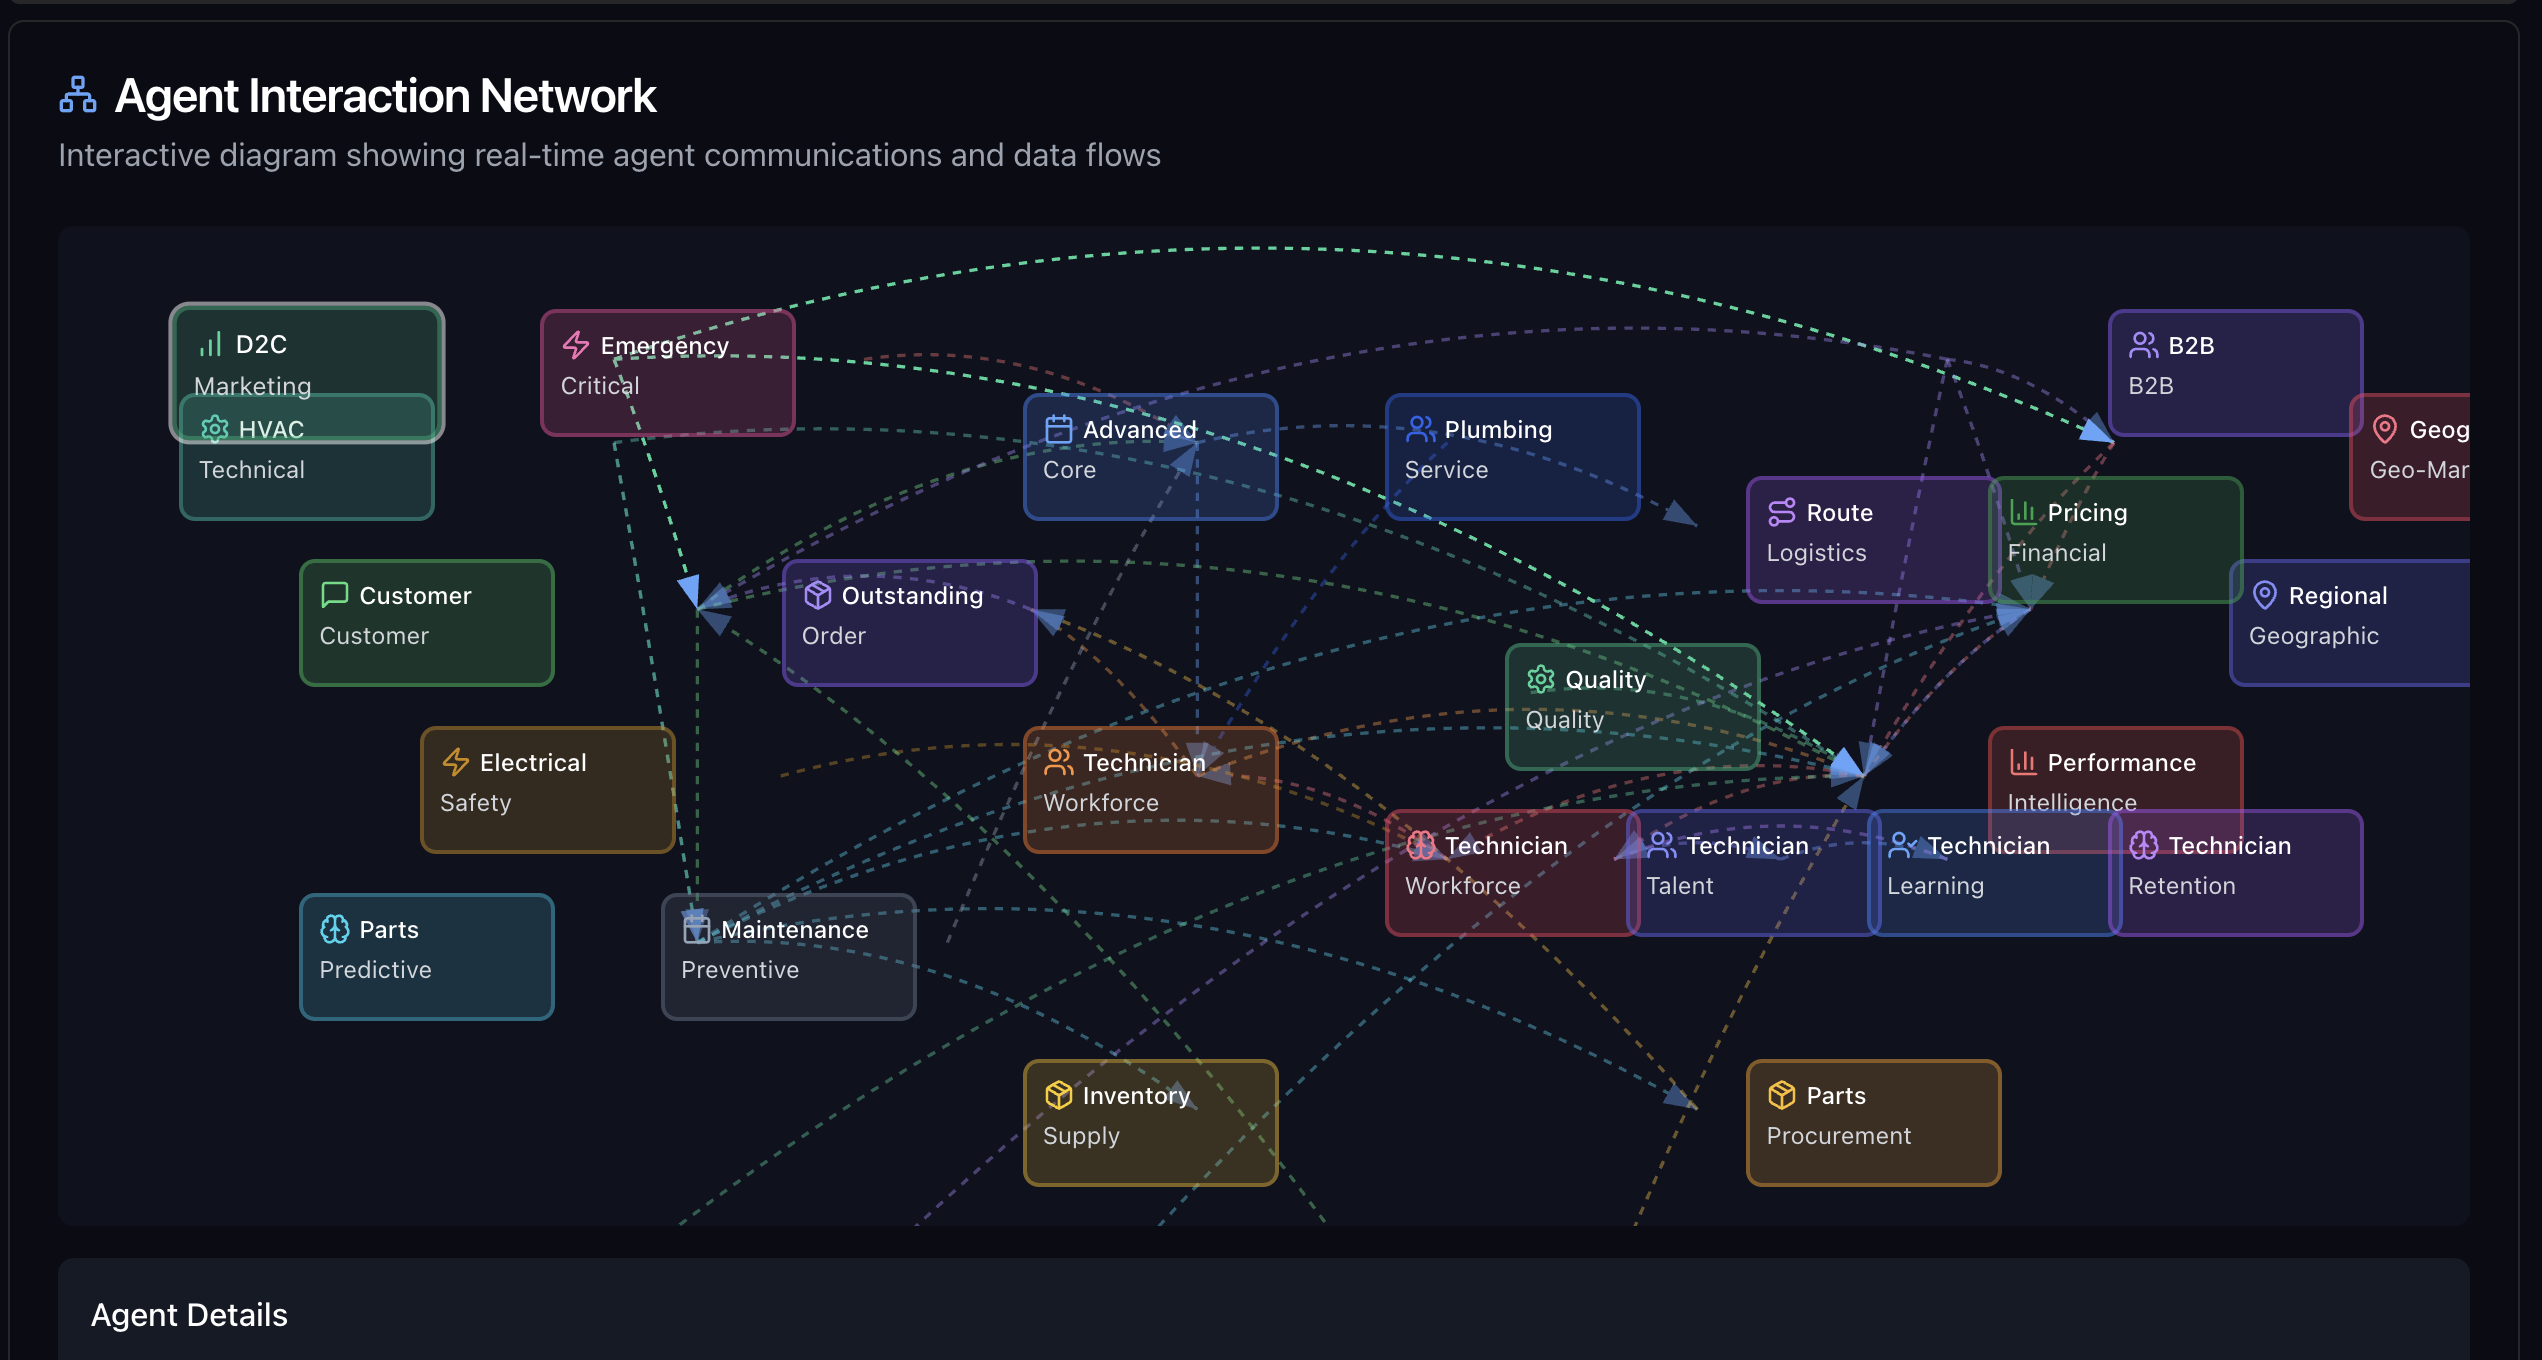 Agent Interaction Network
Interactive diagram showing real-time agent communications and data flows
D2C
Marketing
HVAC
Technical
Emergency
Critical
Advanced
Core
Plumbing
Service
B2B
B2B
Geog
Geo-Mar
Route
Logistics
Pricing
Financial
Customer
Customer
Outstanding
Order
Regional
Geographic
Quality
Quality
Electrical
Safety
Technician
Workforce
Performance
Intelligence
Technician
Workforce
Technician
Talent
Technician
Learning
Technician
Retention
Parts
Predictive
Maintenance
Preventive
Inventory
Supply
Parts
Procurement
Agent Details